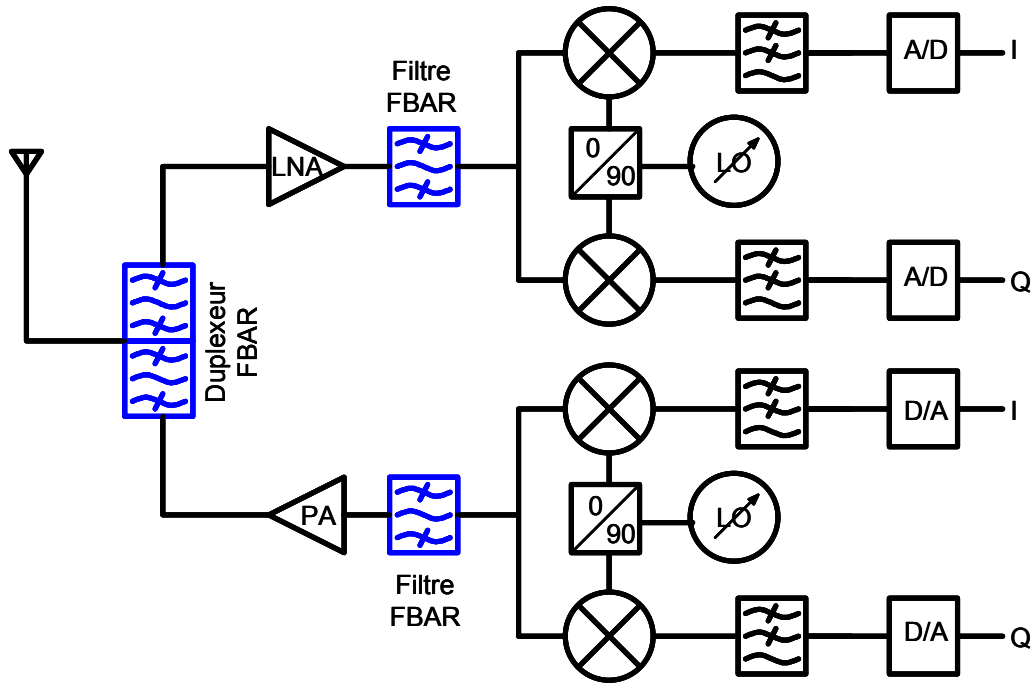 Filtre
FBAR
A/D
I
LNA
0
90
LO
A/D
Q
Duplexeur
FBAR
D/A
I
PA
0
90
LO
Filtre
FBAR
D/A
Q